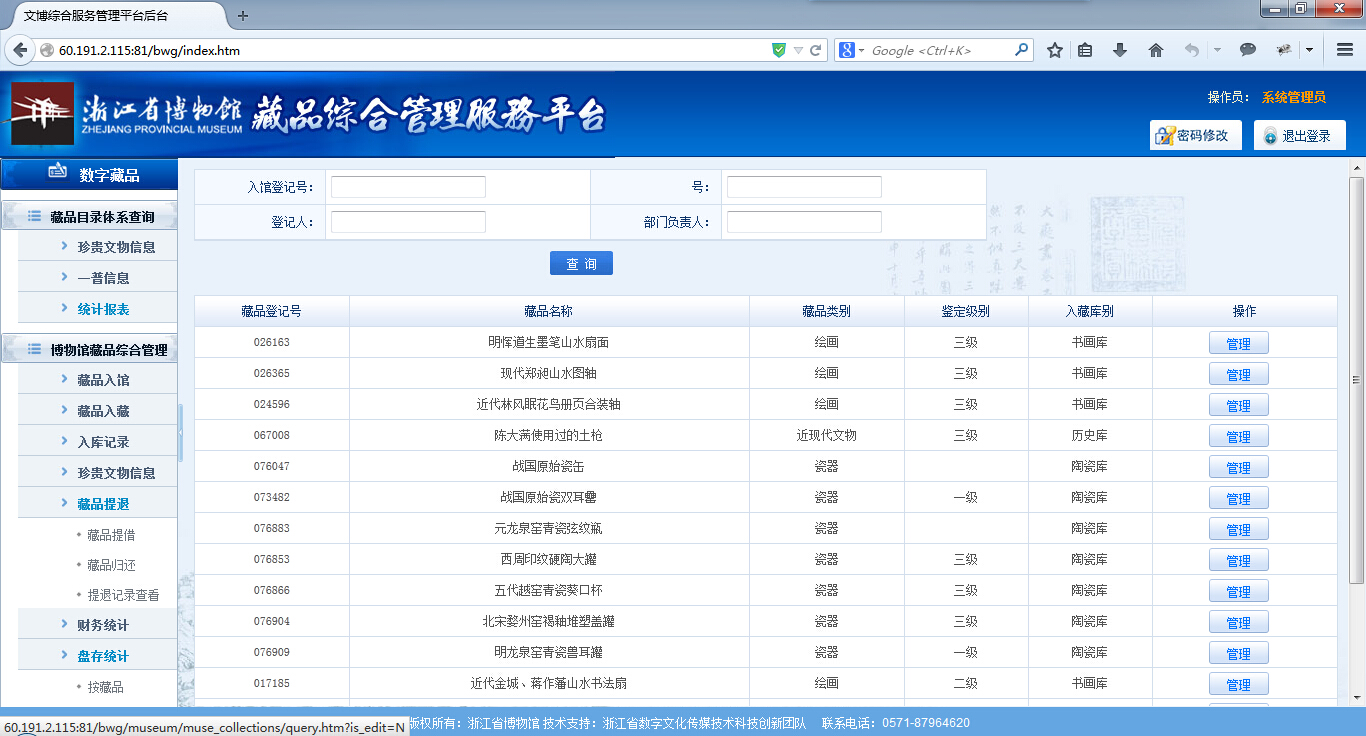 文博综合服务管理平台后台
60.191.2.115:81/bwg/index.htm
Google <Ctrl+K>
浙江省博物館 藏品综合管理服務平台
ZHEJIANG PROVINCIAL MUSEUM
操作员: 系统管理员
密码修改 退出登录
数字藏品
藏品目录体系查询
珍贵文物信息
一普信息
统计报表
博物馆藏品综合管理
藏品入馆
藏品入藏
入库记录
珍贵文物信息
藏品提退
藏品提借
藏品归还
提退记录查看
财务统计
盘存统计
按藏品
入馆登记号: 号:
登记人: 部门负责人:
查 询
藏品登记号 藏品名称 藏品类别 鉴定级别 入藏库别 操作
026163 明恽道生墨笔山水扇面 绘画 三级 书画库 管理
026365 现代郑昶山水图轴 绘画 三级 书画库 管理
024596 近代林风眠花鸟册页合装轴 绘画 三级 书画库 管理
067008 陈大满使用过的土枪 近现代文物 三级 历史库 管理
076047 战国原始瓷缶 瓷器 陶瓷库 管理
073482 战国原始瓷双耳罍 瓷器 一级 陶瓷库 管理
076883 元龙泉窑青瓷弦纹瓶 瓷器 陶瓷库 管理
076853 西周印纹硬陶大罐 瓷器 三级 陶瓷库 管理
076866 五代越窑青瓷葵口杯 瓷器 三级 陶瓷库 管理
076904 北宋婺州窑褐釉堆塑盖罐 瓷器 三级 陶瓷库 管理
076909 明龙泉窑青瓷兽耳罐 瓷器 一级 陶瓷库 管理
017185 近代金城、蒋作藩山水书法扇 绘画 二级 书画库 管理
60.191.2.115:81/bwg/museum/muse_collections/query.htm?is_edit=N
版权所有: 浙江省博物馆 技术支持: 浙江省数字文化传媒技术科技创新团队 联系电话: 0571-87964620